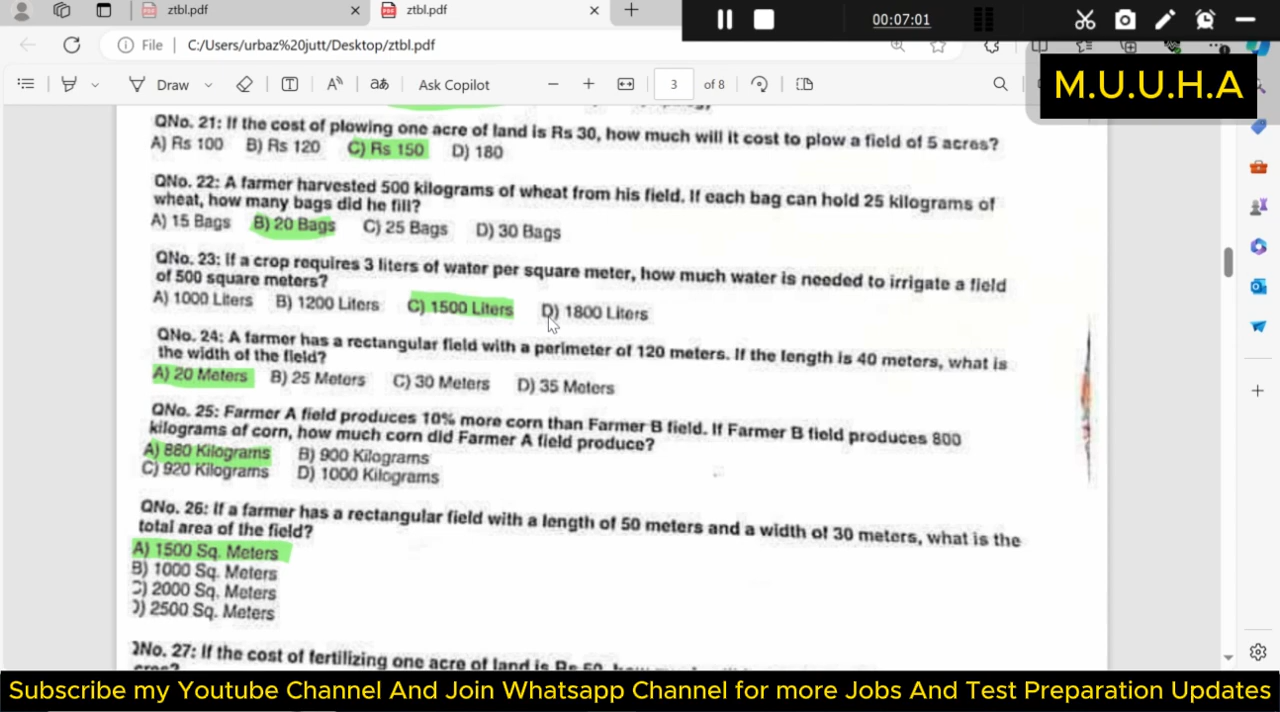 ztbl.pdf
ztbl.pdf
00:07:01
File
C:/Users/urbaz%20jutt/Desktop/ztbl.pdf
Draw
aあ
Ask Copilot
3
of 8
M.U.U.H.A
QNo. 21: If the cost of plowing one acre of land is Rs 30, how much will it cost to plow a field of 5 acres?
A) Rs 100 B) Rs 120 C) Rs 150 D) 180
QNo. 22: A farmer harvested 500 kilograms of wheat from his field. If each bag can hold 25 kilograms of
wheat, how many bags did he fill?
A) 15 Bags B) 20 Bags C) 25 Bags D) 30 Bags
QNo. 23: If a crop requires 3 liters of water per square meter, how much water is needed to irrigate a field
of 500 square meters?
A) 1000 Liters B) 1200 Liters C) 1500 Liters D) 1800 Liters
QNo. 24: A farmer has a rectangular field with a perimeter of 120 meters. If the length is 40 meters, what is
the width of the field?
A) 20 Meters B) 25 Meters C) 30 Meters D) 35 Meters
QNo. 25: Farmer A field produces 10% more corn than Farmer B field. If Farmer B field produces 800
kilograms of corn, how much corn did Farmer A field produce?
A) 880 Kilograms B) 900 Kilograms
C) 920 Kilograms D) 1000 Kilograms
QNo. 26: If a farmer has a rectangular field with a length of 50 meters and a width of 30 meters, what is the
total area of the field?
A) 1500 Sq. Meters
B) 1000 Sq. Meters
C) 2000 Sq. Meters
D) 2500 Sq. Meters
QNo. 27: If the cost of fertilizing one acre of land is Rs 50,
Subscribe my Youtube Channel And Join Whatsapp Channel for more Jobs And Test Preparation Updates